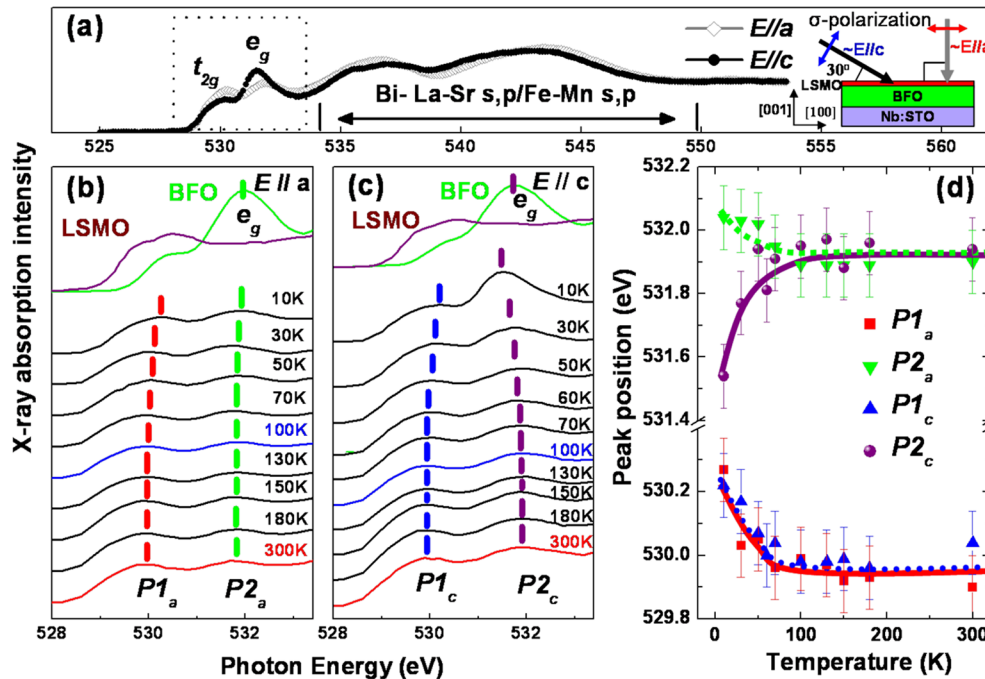 (a)
t2g
eg
E//a
E//c
σ-polarization
~E//c
~E//a
30°
LSMO
BFO
Nb:STO
[001]
[100]
Bi- La-Sr s,p/Fe-Mn s,p
525 530 535 540 545 550 555 560
X-ray absorption intensity
(b)
E // a
BFO
eg
LSMO
10K
30K
50K
70K
100K
130K
150K
180K
300K
P1a
P2a
528 530 532
(c)
E // c
BFO
eg
LSMO
10K
30K
50K
60K
70K
100K
130K
150K
180K
300K
P1c
P2c
528 530 532
Photon Energy (eV)
(d)
Peak position (eV)
532.2
532.0
531.8
531.6
531.4
530.4
530.2
530.0
529.8
P1a
P2a
P1c
P2c
0 100 200 300
Temperature (K)